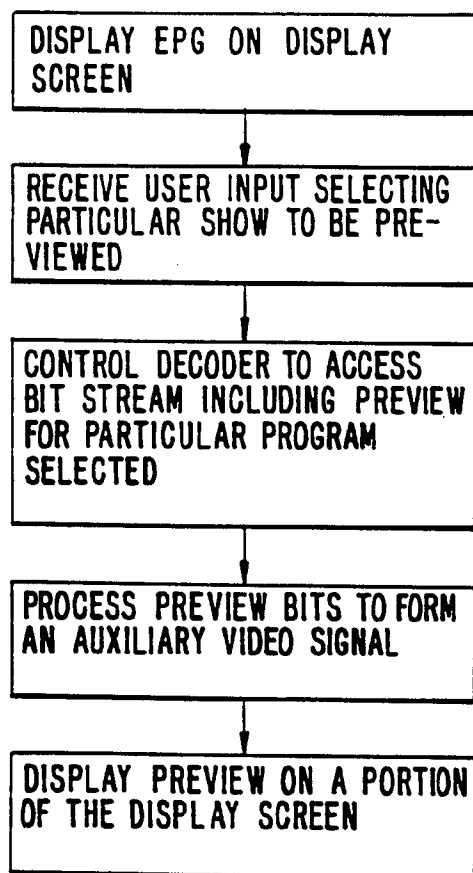 DISPLAY EPG ON DISPLAY
SCREEN
RECEIVE USER INPUT SELECTING
PARTICULAR SHOW TO BE PRE-
VIEWED
CONTROL DECODER TO ACCESS
BIT STREAM INCLUDING PREVIEW
FOR PARTICULAR PROGRAM
SELECTED
PROCESS PREVIEW BITS TO FORM
AN AUXILIARY VIDEO SIGNAL
DISPLAY PREVIEW ON A PORTION
OF THE DISPLAY SCREEN